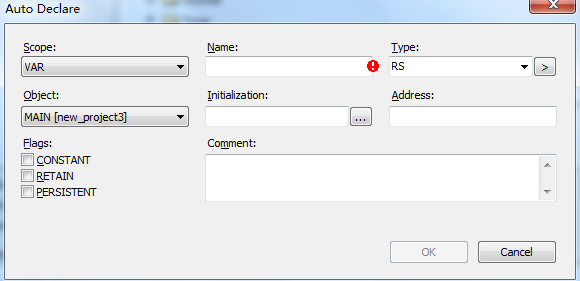 Auto Declare
Scope: Name: Type:
VAR RS >
Object: Initialization: Address:
MAIN [new_project3] ...
Flags: Comment:
CONSTANT
RETAIN
PERSISTENT
OK Cancel